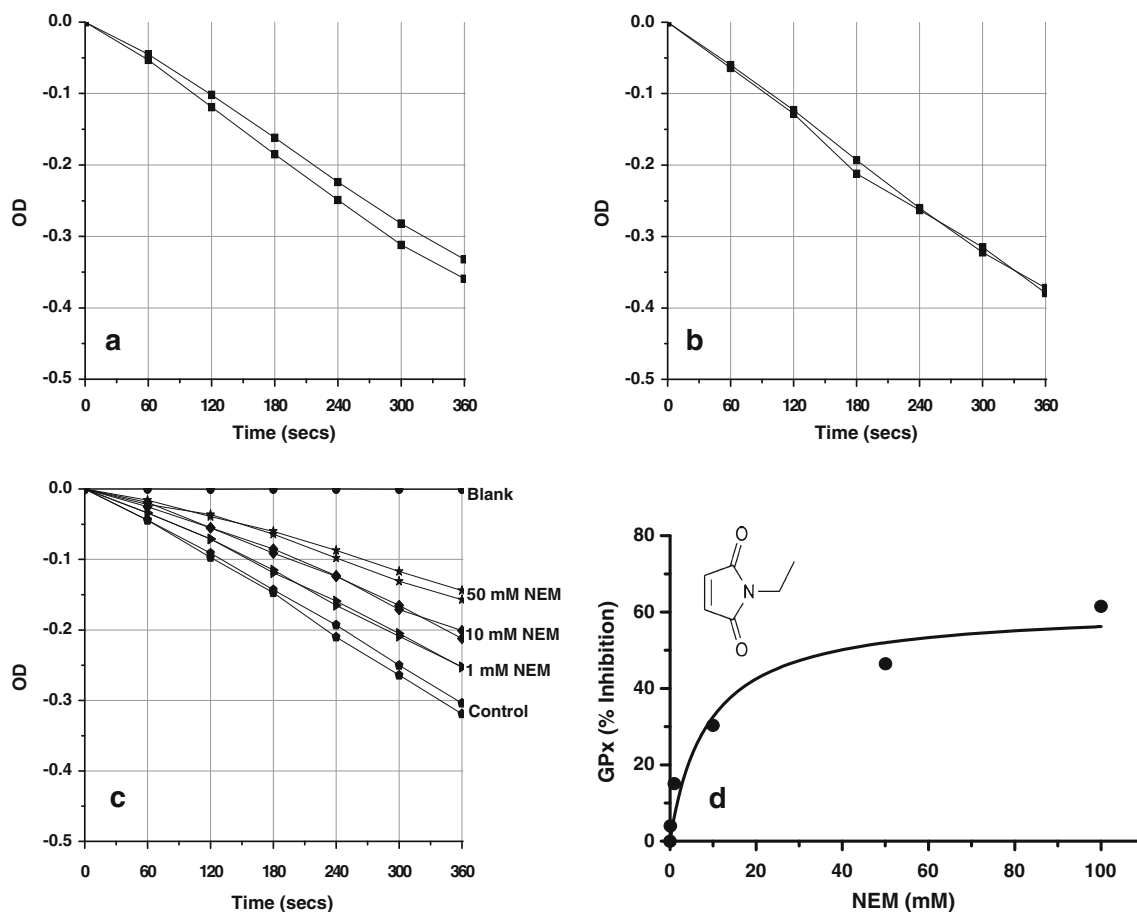 0.0
-0.1
-0.2
-0.3
-0.4
-0.5
OD
a
0 60 120 180 240 300 360
Time (secs)
0.0
-0.1
-0.2
-0.3
-0.4
-0.5
OD
b
0 60 120 180 240 300 360
Time (secs)
0.0
-0.1
-0.2
-0.3
-0.4
-0.5
OD
Blank
50 mM NEM
10 mM NEM
1 mM NEM
Control
c
0 60 120 180 240 300 360
Time (secs)
80
60
40
20
0
GPx (% Inhibition)
O
N
O
d
0 20 40 60 80 100
NEM (mM)